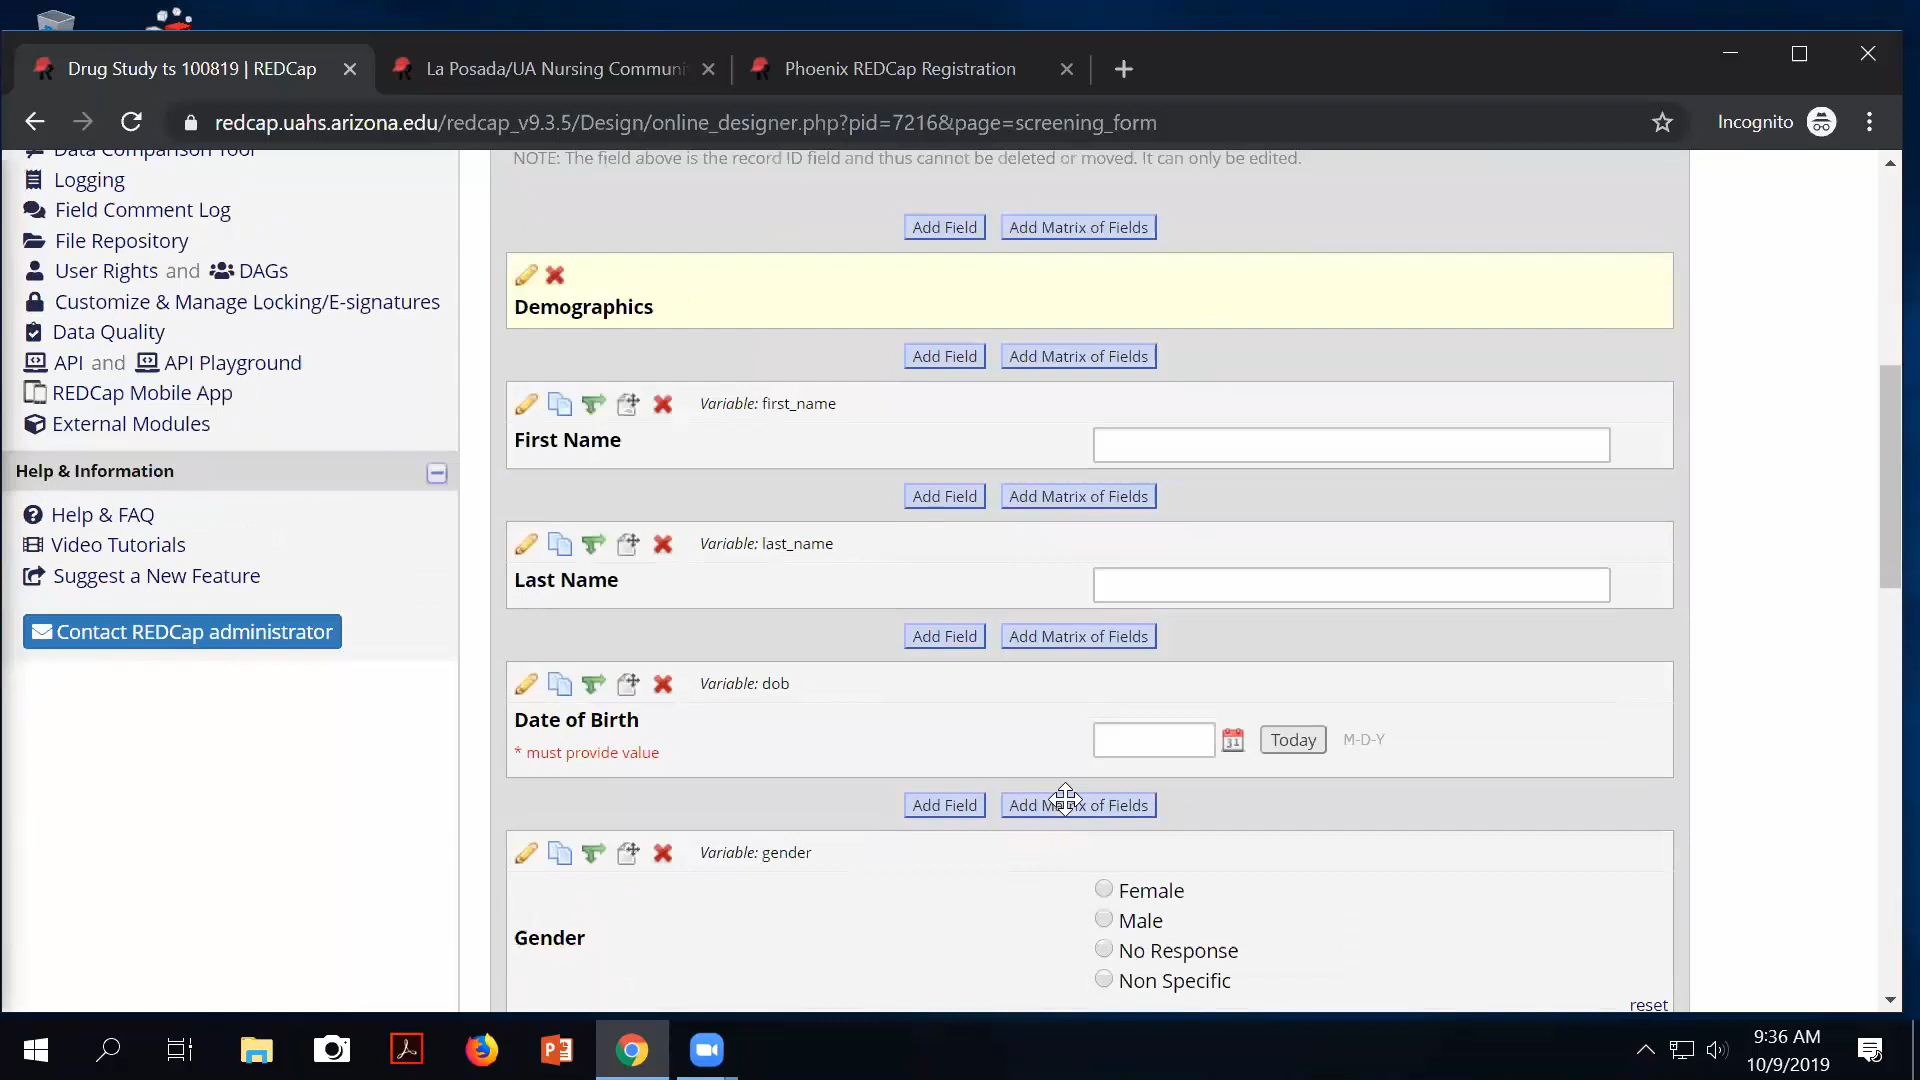 Drug Study ts 100819 | REDCap
La Posada/UA Nursing Communi
Phoenix REDCap Registration
redcap.uahs.arizona.edu/redcap_v9.3.5/Design/online_designer.php?pid=7216&page=screening_form
Incognito
Data Comparison Tool
NOTE: The field above is the record ID field and thus cannot be deleted or moved. It can only be edited.
Logging
Field Comment Log
File Repository
User Rights and DAGs
Customize & Manage Locking/E-signatures
Data Quality
API and API Playground
REDCap Mobile App
External Modules
Help & Information
Help & FAQ
Video Tutorials
Suggest a New Feature
Contact REDCap administrator
Add Field Add Matrix of Fields
Demographics
Add Field Add Matrix of Fields
Variable: first_name
First Name
Add Field Add Matrix of Fields
Variable: last_name
Last Name
Add Field Add Matrix of Fields
Variable: dob
Date of Birth
* must provide value
31 Today M-D-Y
Add Field Add Matrix of Fields
Variable: gender
Gender
Female
Male
No Response
Non Specific
reset
9:36 AM
10/9/2019